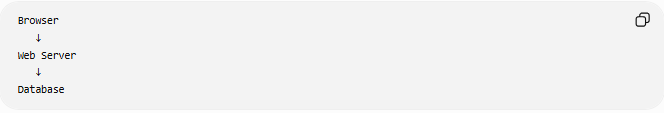 Browser
↓
Web Server
↓
Database